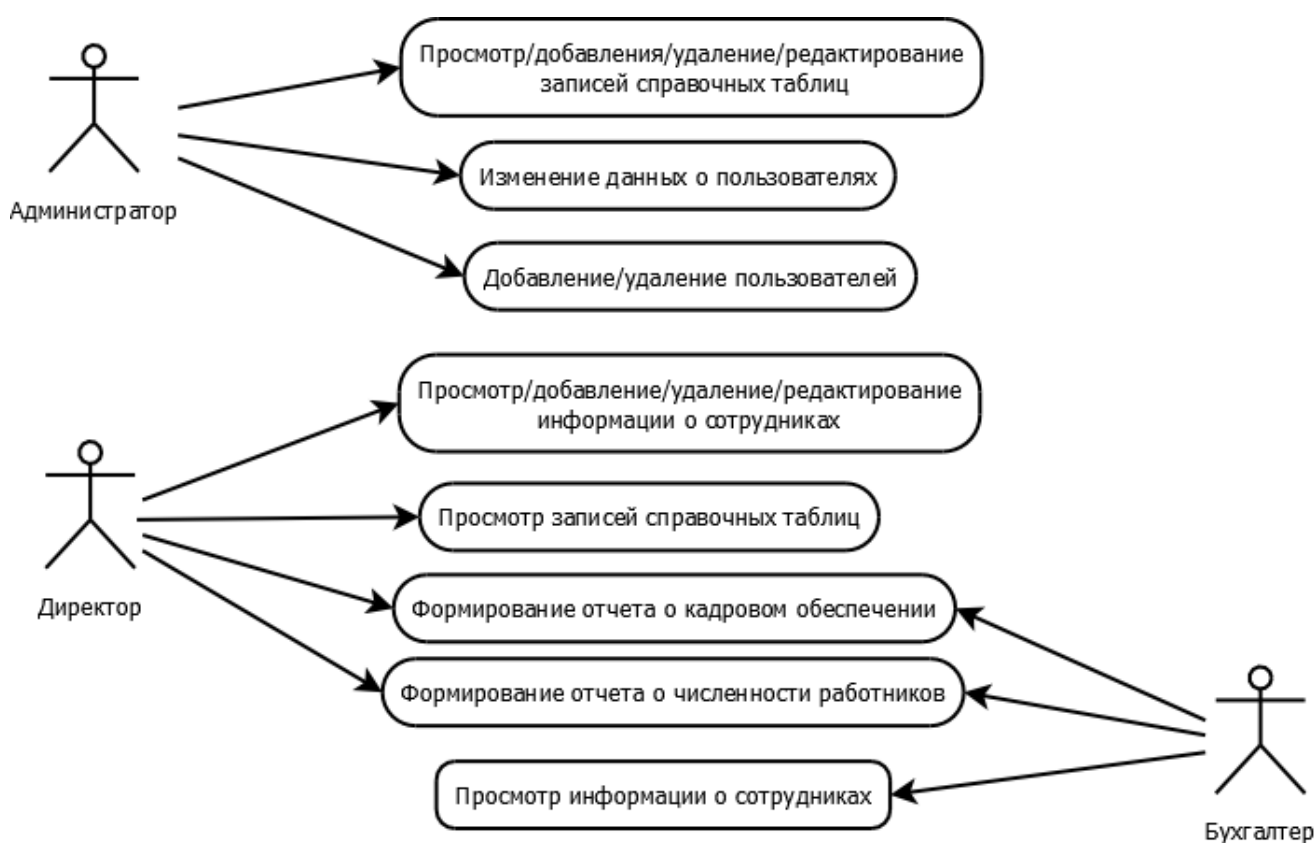 Просмотр/добавления/удаление/редактирование
записей справочных таблиц
Изменение данных о пользователях
Администратор
Добавление/удаление пользователей
Просмотр/добавление/удаление/редактирование
информации о сотрудниках
Просмотр записей справочных таблиц
Директор
Формирование отчета о кадровом обеспечении
Формирование отчета о численности работников
Просмотр информации о сотрудниках
Бухгалтер